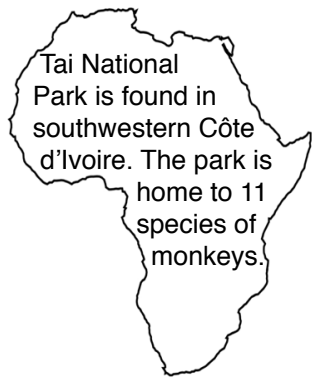 Tai National
Park is found in
southwestern Côte
d’Ivoire. The park is
home to 11
species of
monkeys.